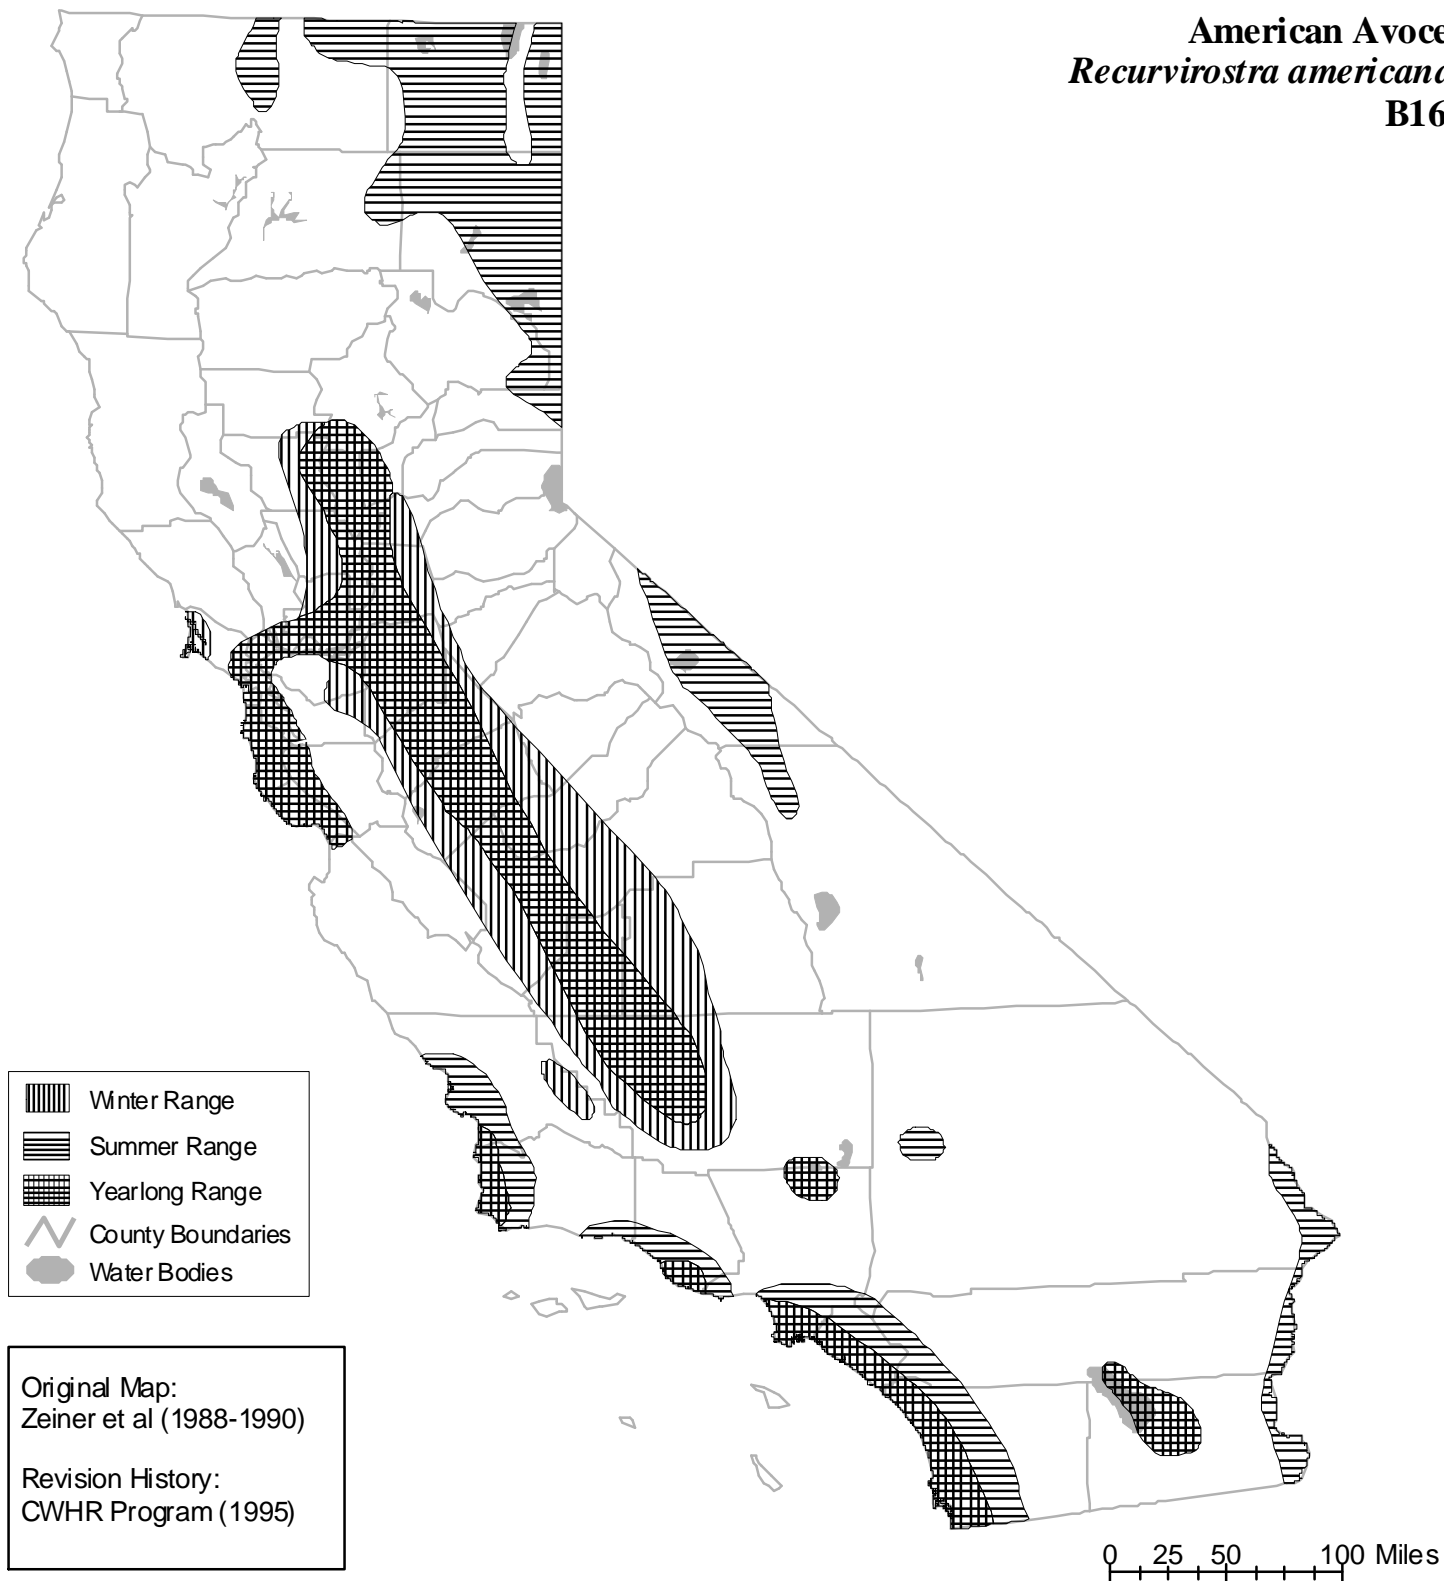 American Avoce
Recurvirostra americana
B16
Winter Range
Summer Range
Yearlong Range
County Boundaries
Water Bodies
Original Map:
Zeiner et al (1988-1990)
Revision History:
CWHR Program (1995)
0 25 50 100 Miles